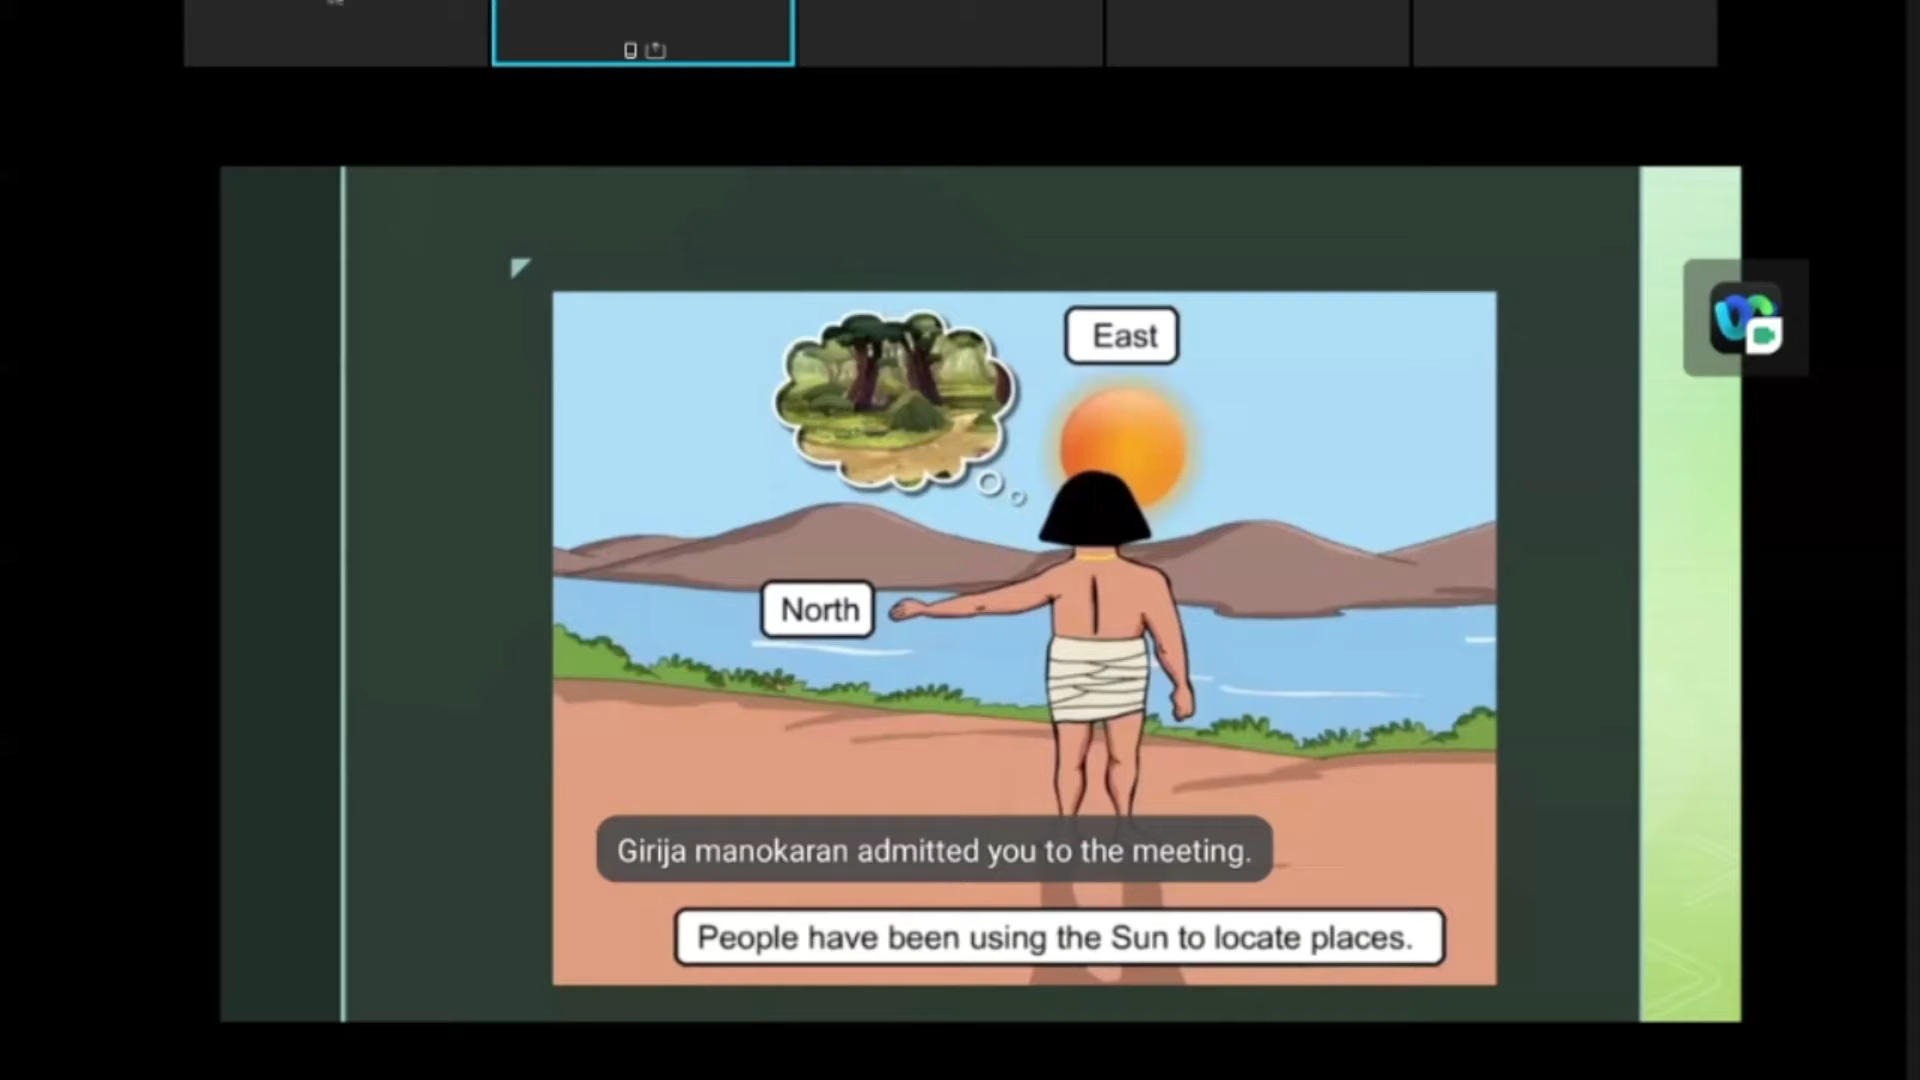 East
North
Girija manokaran admitted you to the meeting.
People have been using the Sun to locate places.